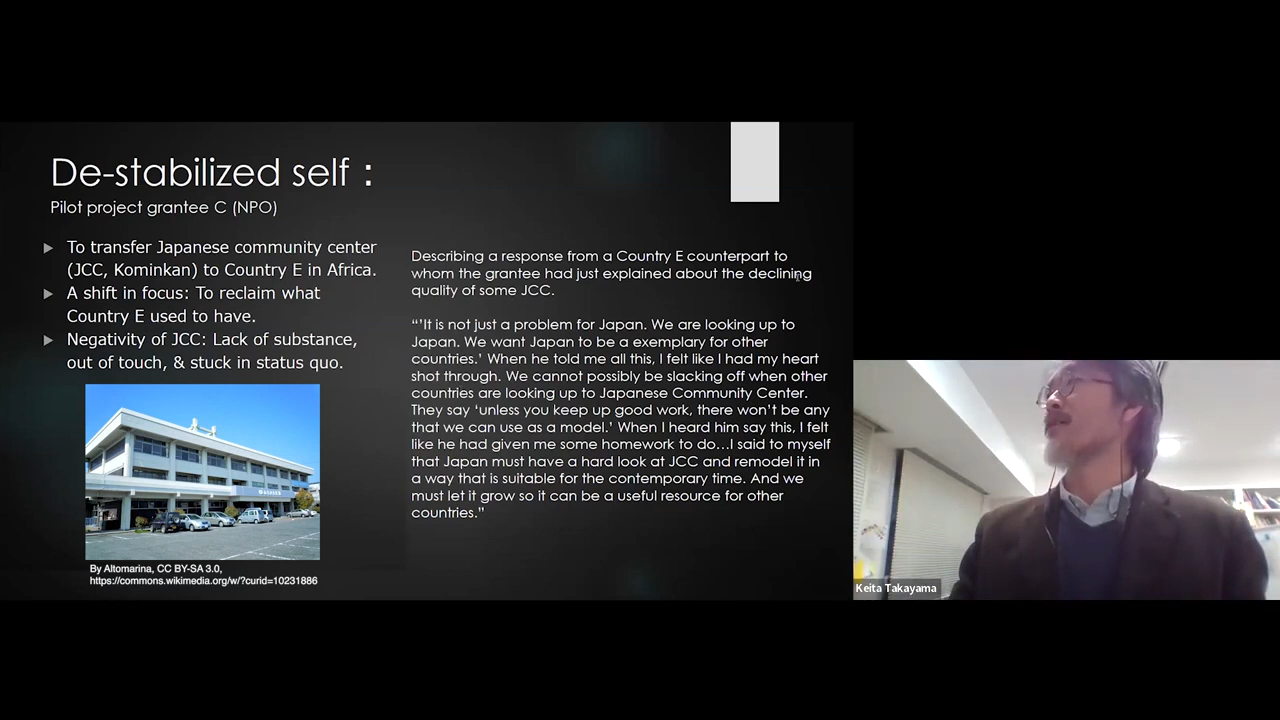 De-stabilized self :
Pilot project grantee C (NPO)
To transfer Japanese community center
(JCC, Kominkan) to Country E in Africa.
A shift in focus: To reclaim what
Country E used to have.
Negativity of JCC: Lack of substance,
out of touch, & stuck in status quo.
By Altomarina, CC BY-SA 3.0,
https://commons.wikimedia.org/w/?curid=10231886
Describing a response from a Country E counterpart to
whom the grantee had just explained about the declining
quality of some JCC.
“’It is not just a problem for Japan. We are looking up to
Japan. We want Japan to be a exemplary for other
countries.’ When he told me all this, I felt like I had my heart
shot through. We cannot possibly be slacking off when other
countries are looking up to Japanese Community Center.
They say ‘unless you keep up good work, there won’t be any
that we can use as a model.’ When I heard him say this, I felt
like he had given me some homework to do…I said to myself
that Japan must have a hard look at JCC and remodel it in
a way that is suitable for the contemporary time. And we
must let it grow so it can be a useful resource for other
countries.”
Keita Takayama